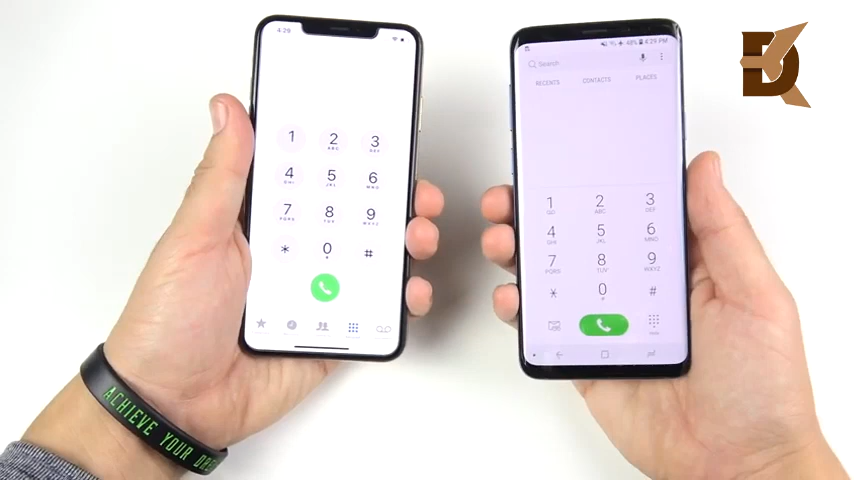 4:29
1
2
ABC
3
DEF
4
GHI
5
JKL
6
MNO
7
PQRS
8
TUV
9
WXYZ
*
0
#
48% 4:29 PM
Search
RECENTS CONTACTS PLACES
1
2
ABC
3
DEF
4
GHI
5
JKL
6
MNO
7
PQRS
8
TUV
9
WXYZ
*
0
#
D
ACHIEVE YOUR